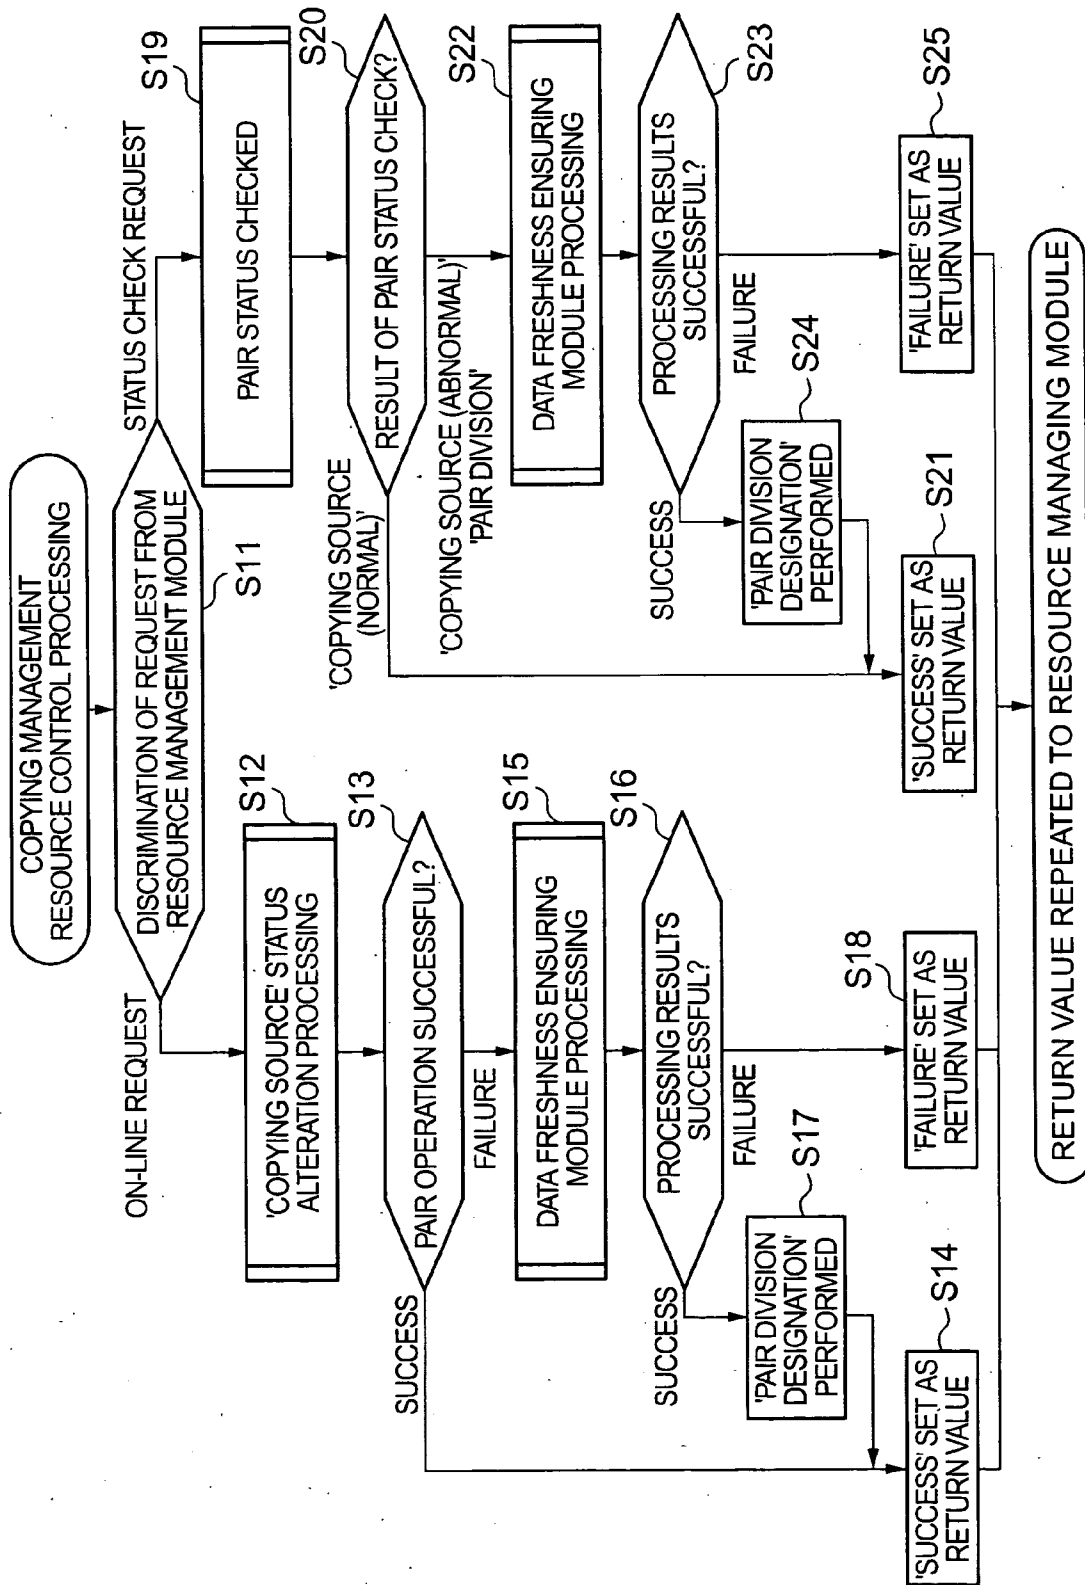 COPYING MANAGEMENT
RESOURCE CONTROL PROCESSING
DISCRIMINATION OF REQUEST FROM
RESOURCE MANAGEMENT MODULE
S11
ON-LINE REQUEST
STATUS CHECK REQUEST
'COPYING SOURCE' STATUS
ALTERATION PROCESSING
S12
PAIR OPERATION SUCCESSFUL?
S13
SUCCESS
FAILURE
DATA FRESHNESS ENSURING
MODULE PROCESSING
S15
PROCESSING RESULTS
SUCCESSFUL?
S16
SUCCESS
FAILURE
'PAIR DIVISION
DESIGNATION'
PERFORMED
S17
'SUCCESS' SET AS
RETURN VALUE
S14
'FAILURE' SET AS
RETURN VALUE
S18
PAIR STATUS CHECKED
S19
RESULT OF PAIR STATUS CHECK?
S20
'COPYING SOURCE
(NORMAL)'
'COPYING SOURCE (ABNORMAL)'
'PAIR DIVISION'
DATA FRESHNESS ENSURING
MODULE PROCESSING
S22
PROCESSING RESULTS
SUCCESSFUL?
S23
SUCCESS
FAILURE
'PAIR DIVISION
DESIGNATION'
PERFORMED
S24
'SUCCESS' SET AS
RETURN VALUE
S21
'FAILURE' SET AS
RETURN VALUE
S25
RETURN VALUE REPEATED TO RESOURCE MANAGING MODULE